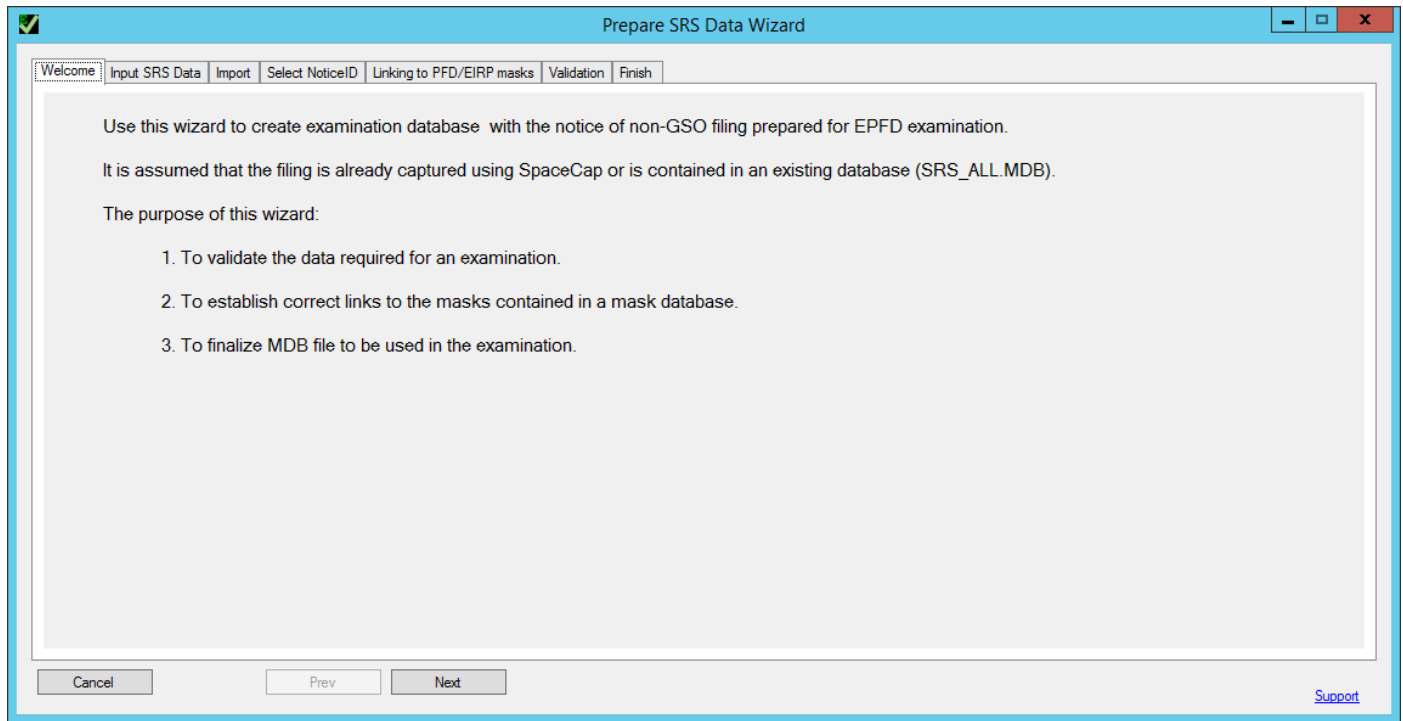 Prepare SRS Data Wizard
Welcome Input SRS Data Import Select NoticeID Linking to PFD/EIRP masks Validation Finish
Use this wizard to create examination database  with the notice of non-GSO filing prepared for EPFD examination.
It is assumed that the filing is already captured using SpaceCap or is contained in an existing database (SRS_ALL.MDB).
The purpose of this wizard:
1. To validate the data required for an examination.
2. To establish correct links to the masks contained in a mask database.
3. To finalize MDB file to be used in the examination.
Cancel Prev Next
Support